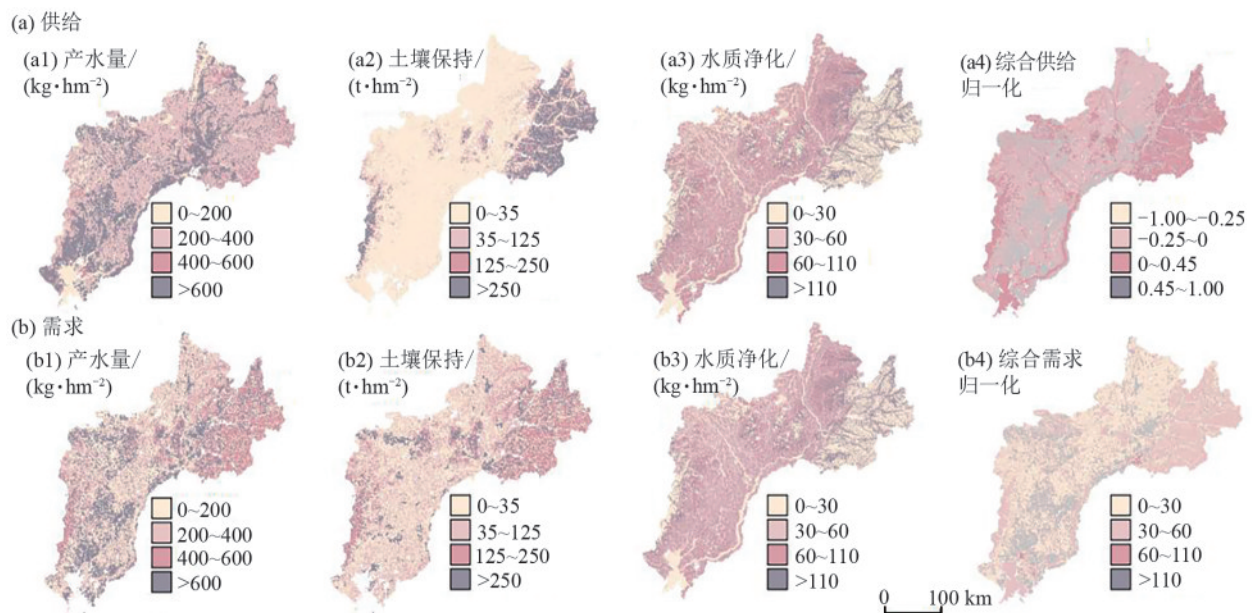 (a) 供给
(a1) 产水量/
(kg·hm⁻²)
0~200
200~400
400~600
>600
(a2) 土壤保持/
(t·hm⁻²)
0~35
35~125
125~250
>250
(a3) 水质净化/
(kg·hm⁻²)
0~30
30~60
60~110
>110
(a4) 综合供给
归一化
−1.00~−0.25
−0.25~0
0~0.45
0.45~1.00
(b) 需求
(b1) 产水量/
(kg·hm⁻²)
0~200
200~400
400~600
>600
(b2) 土壤保持/
(t·hm⁻²)
0~35
35~125
125~250
>250
(b3) 水质净化/
(kg·hm⁻²)
0~30
30~60
60~110
>110
(b4) 综合需求
归一化
0~30
30~60
60~110
>110
0 100 km